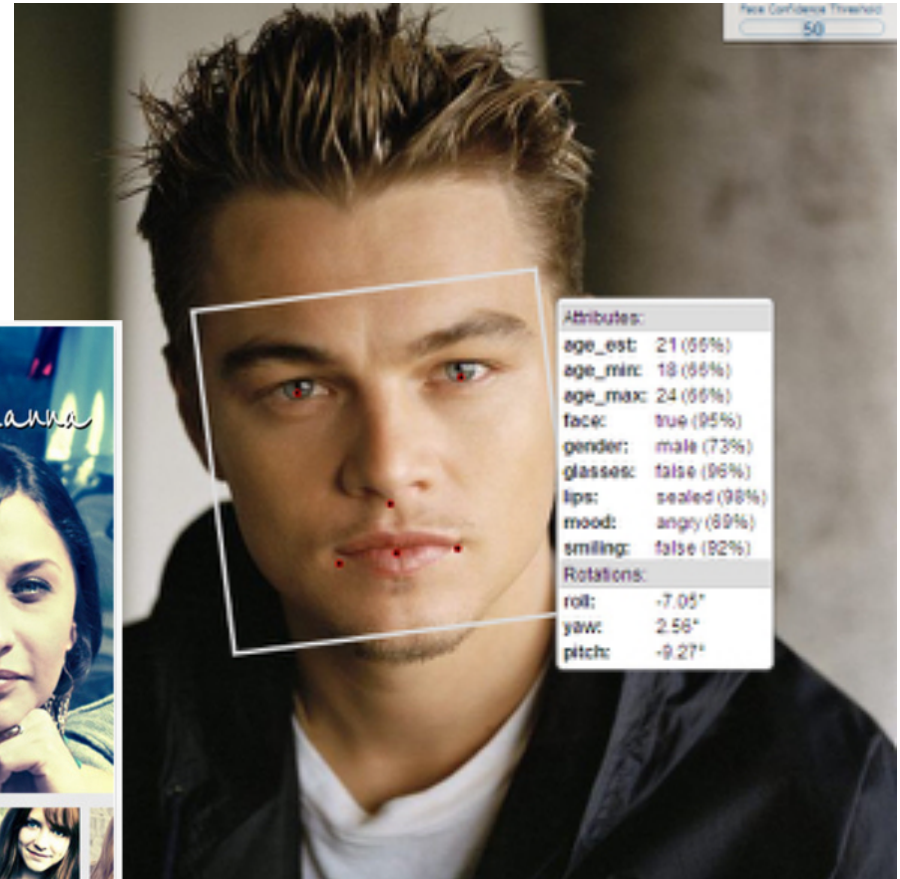 Face Confidence Threshold:
50
anna
Attributes:
age_est: 21 (66%)
age_min: 18 (66%)
age_max: 24 (66%)
face: true (95%)
gender: male (73%)
glasses: false (96%)
lips: sealed (98%)
mood: angry (69%)
smiling: false (92%)
Rotations:
roll: -7.05°
yaw: 2.56°
pitch: -9.27°